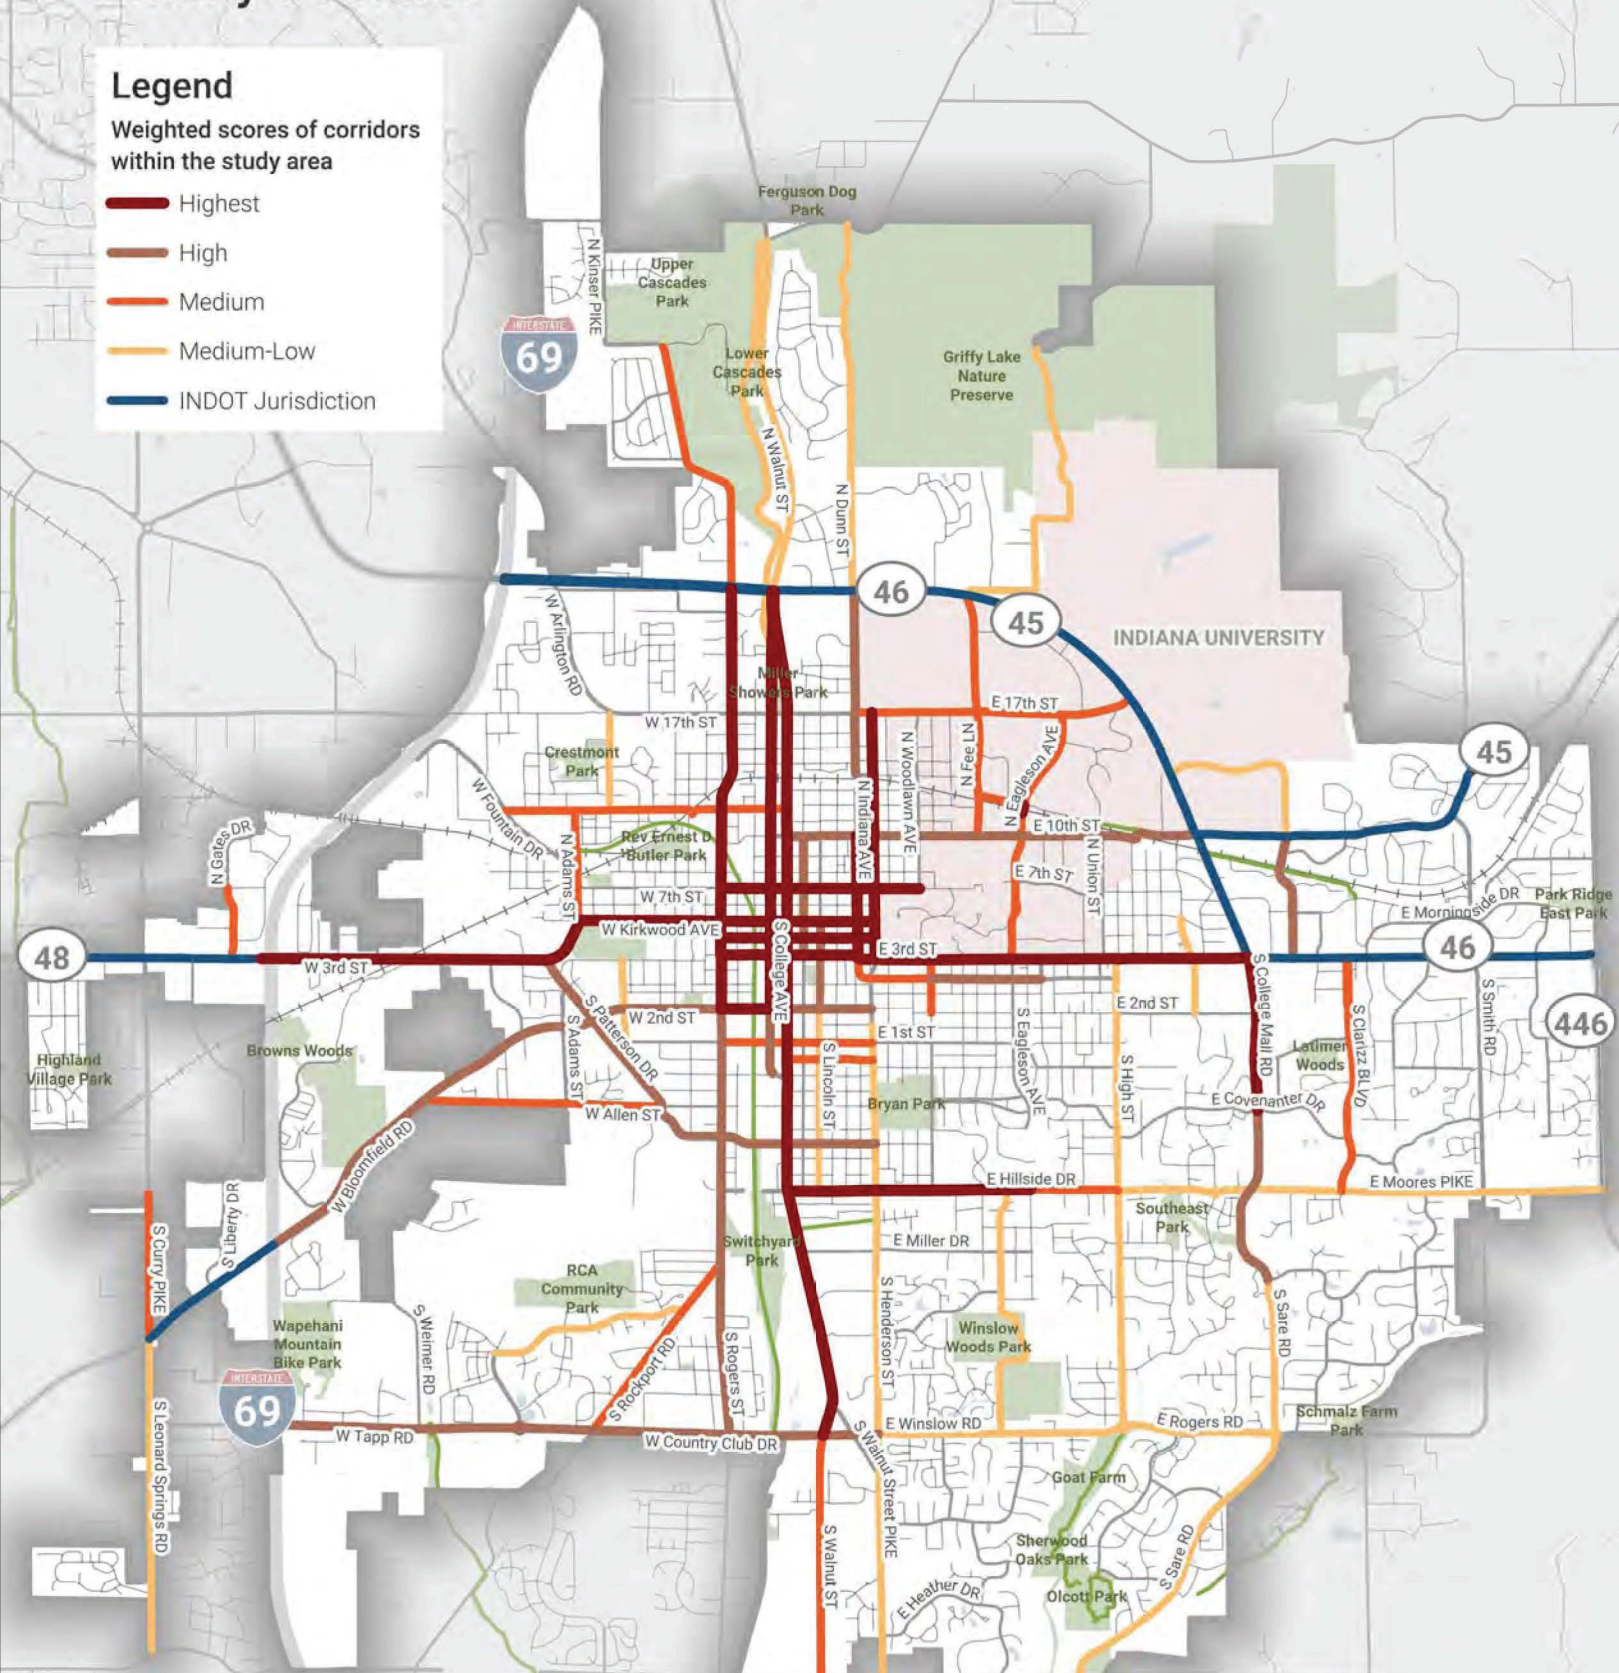 Legend
Weighted scores of corridors
within the study area
Highest
High
Medium
Medium-Low
INDOT Jurisdiction
Ferguson Dog
Park
N Kinser PIKE
Upper
Cascades
Park
INTERSTATE
69
Lower
Cascades
Park
Griffy Lake
Nature
Preserve
N Walnut ST
N Dunn ST
46
45
W Arlington RD
INDIANA UNIVERSITY
Miller
Showers Park
W 17th ST
E 17th ST
45
Crestmont
Park
N Fee LN
N Woodlawn AVE
N Eagleson AVE
W Fountain DR
N Indiana AVE
N Gates DR
N Adams ST
Rev Ernest D
Butler Park
E 10th ST
N Union ST
E 7th ST
W 7th ST
E Morningside DR
Park Ridge
East Park
W Kirkwood AVE
S College AVE
E 3rd ST
48
W 3rd ST
46
S College Mall RD
S Smith RD
446
W 2nd ST
E 2nd ST
S Patterson DR
S Adams ST
E 1st ST
S Eagleson AVE
S Clarizz BLVD
Highland
Village Park
Browns Woods
Latimer
Woods
S Lincoln ST
S High ST
W Allen ST
Bryan Park
E Covenanter DR
W Bloomfield RD
E Hillside DR
E Moores PIKE
S Liberty DR
Southeast
Park
S Curry PIKE
Switchyard
Park
E Miller DR
RCA
Community
Park
S Henderson ST
S Sare RD
Wapehani
Mountain
Bike Park
S Weimer RD
Winslow
Woods Park
S Rogers ST
S Rockport RD
INTERSTATE
69
S Leonard Springs RD
W Tapp RD
W Country Club DR
E Winslow RD
E Rogers RD
Schmalz Farm
Park
S Walnut Street PIKE
Goat Farm
S Walnut ST
Sherwood
Oaks Park
S Sare RD
E Heather DR
Olcott Park